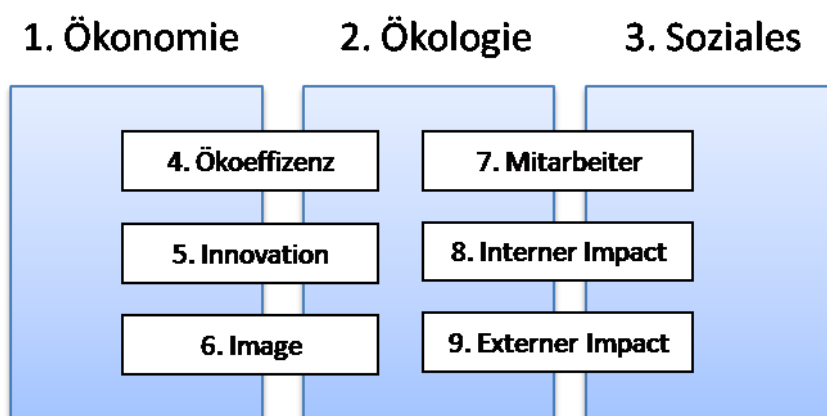 1. Ökonomie
2. Ökologie
3. Soziales
4. Ökoeffizenz
7. Mitarbeiter
5. Innovation
8. Interner Impact
6. Image
9. Externer Impact